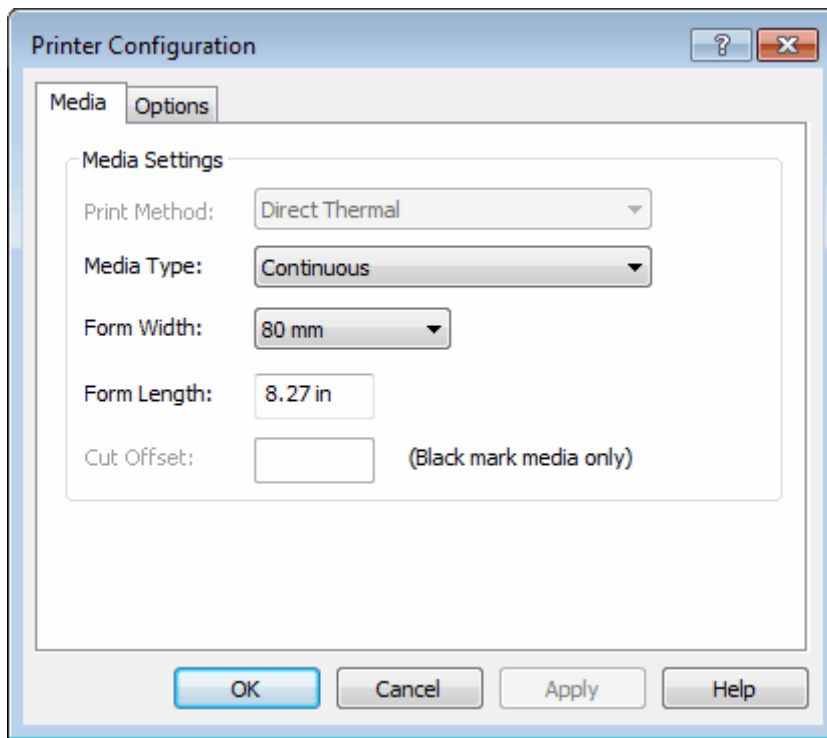 Printer Configuration
?
Media Options
Media Settings
Print Method: Direct Thermal
Media Type: Continuous
Form Width: 80 mm
Form Length: 8.27 in
Cut Offset: (Black mark media only)
OK Cancel Apply Help